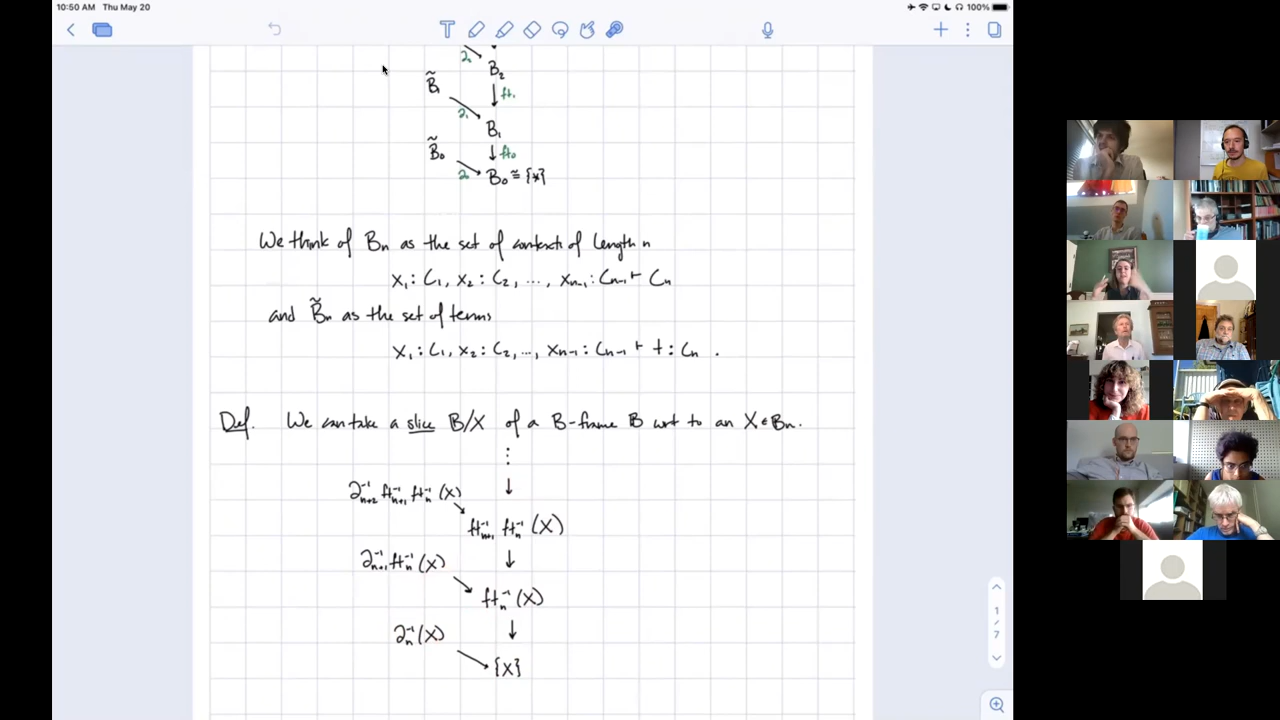 10:50 AM Thu May 20
100%
∂ B₂
B̃₁ ↓ ft₁
∂₁ B₁
B̃₀ ↓ ft₀
∂ B₀ ≅ {*}
We think of Bn as the set of contexts of length n
x₁ : C₁, x₂ : C₂, ..., xn-1 : Cn-1 ⊢ Cn
and B̃n as the set of terms
x₁ : C₁, x₂ : C₂, ..., xn-1 : Cn-1 ⊢ t : Cn .
Def. We can take a slice B/X of a B-frame B wrt to an X ∈ Bn.
⋮
↓
∂⁻¹n+2 ft⁻¹n+1 ft⁻¹n (X)
ft⁻¹n+1 ft⁻¹n (X)
↓
∂⁻¹n+1 ft⁻¹n (X)
ft⁻¹n (X)
↓
∂⁻¹n (X)
{X}
1
/
7